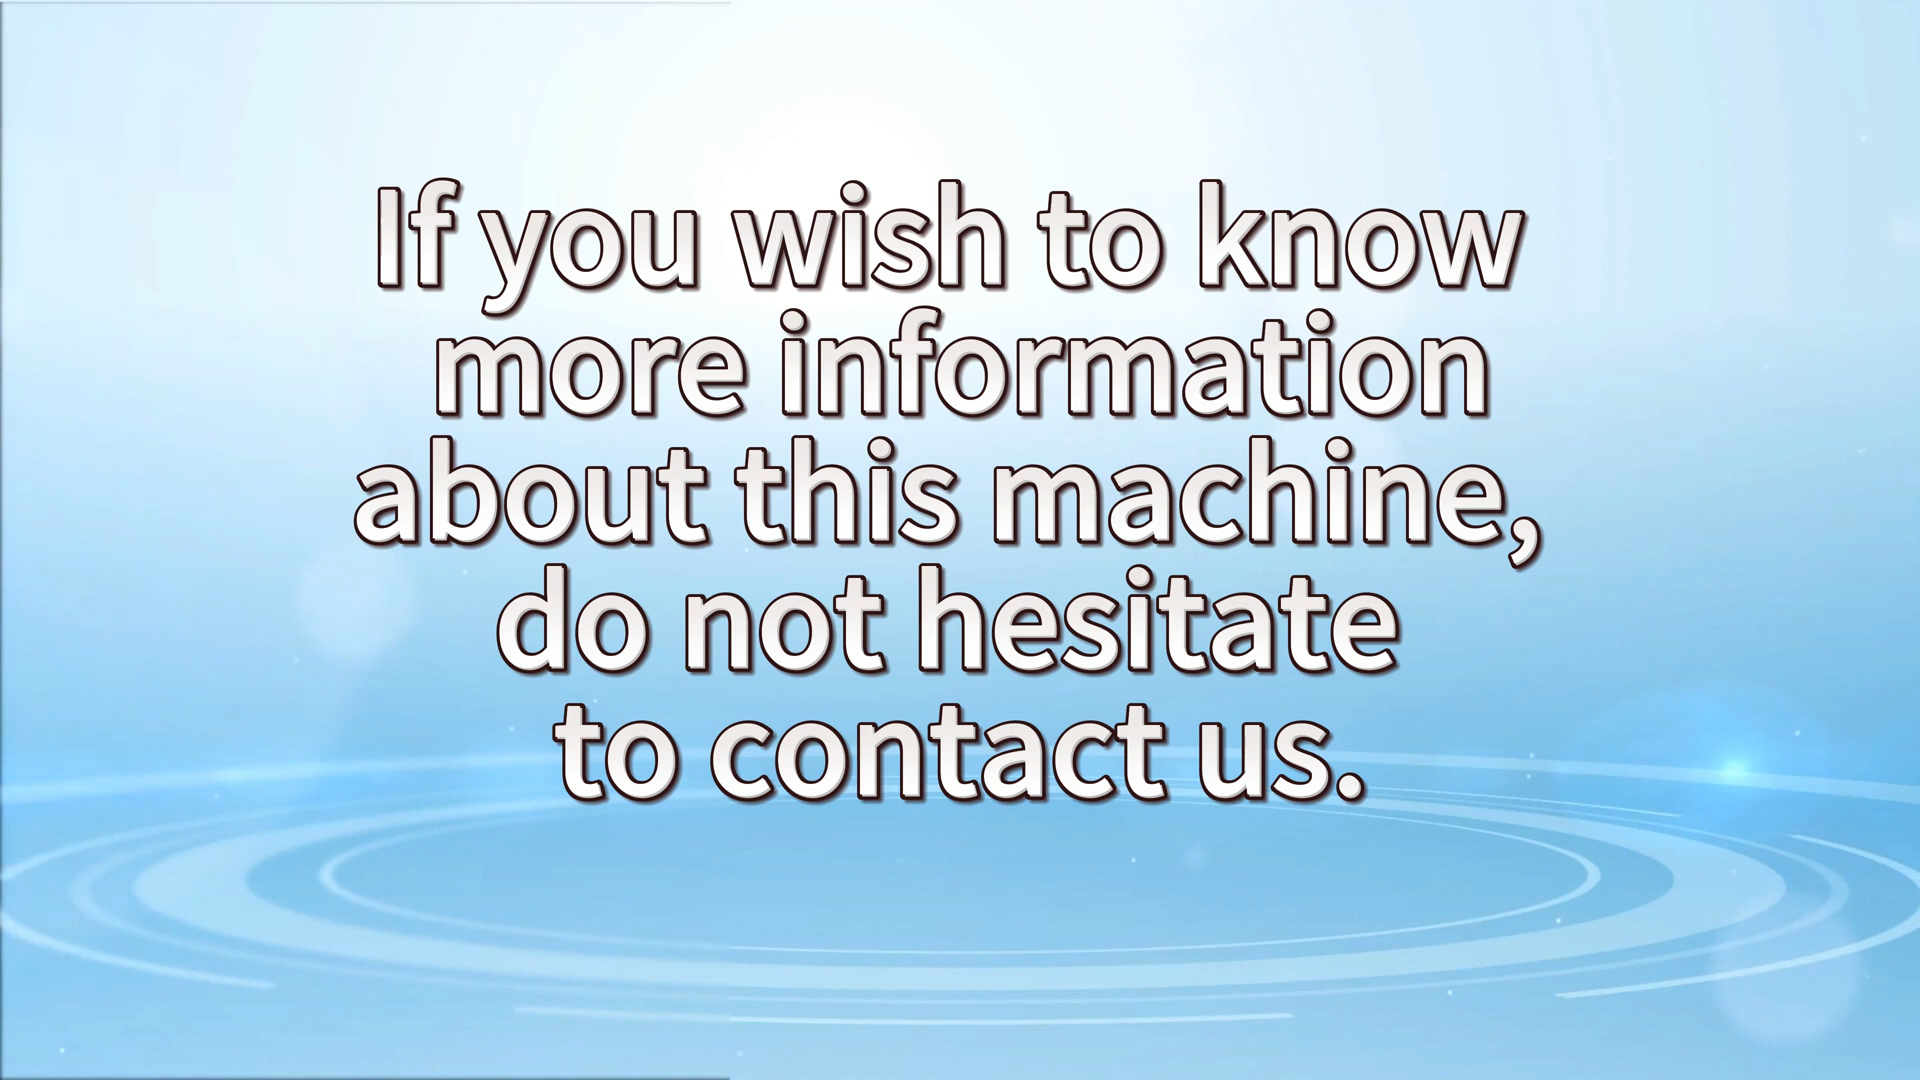 If you wish to know
more information
about this machine,
do not hesitate
to contact us.